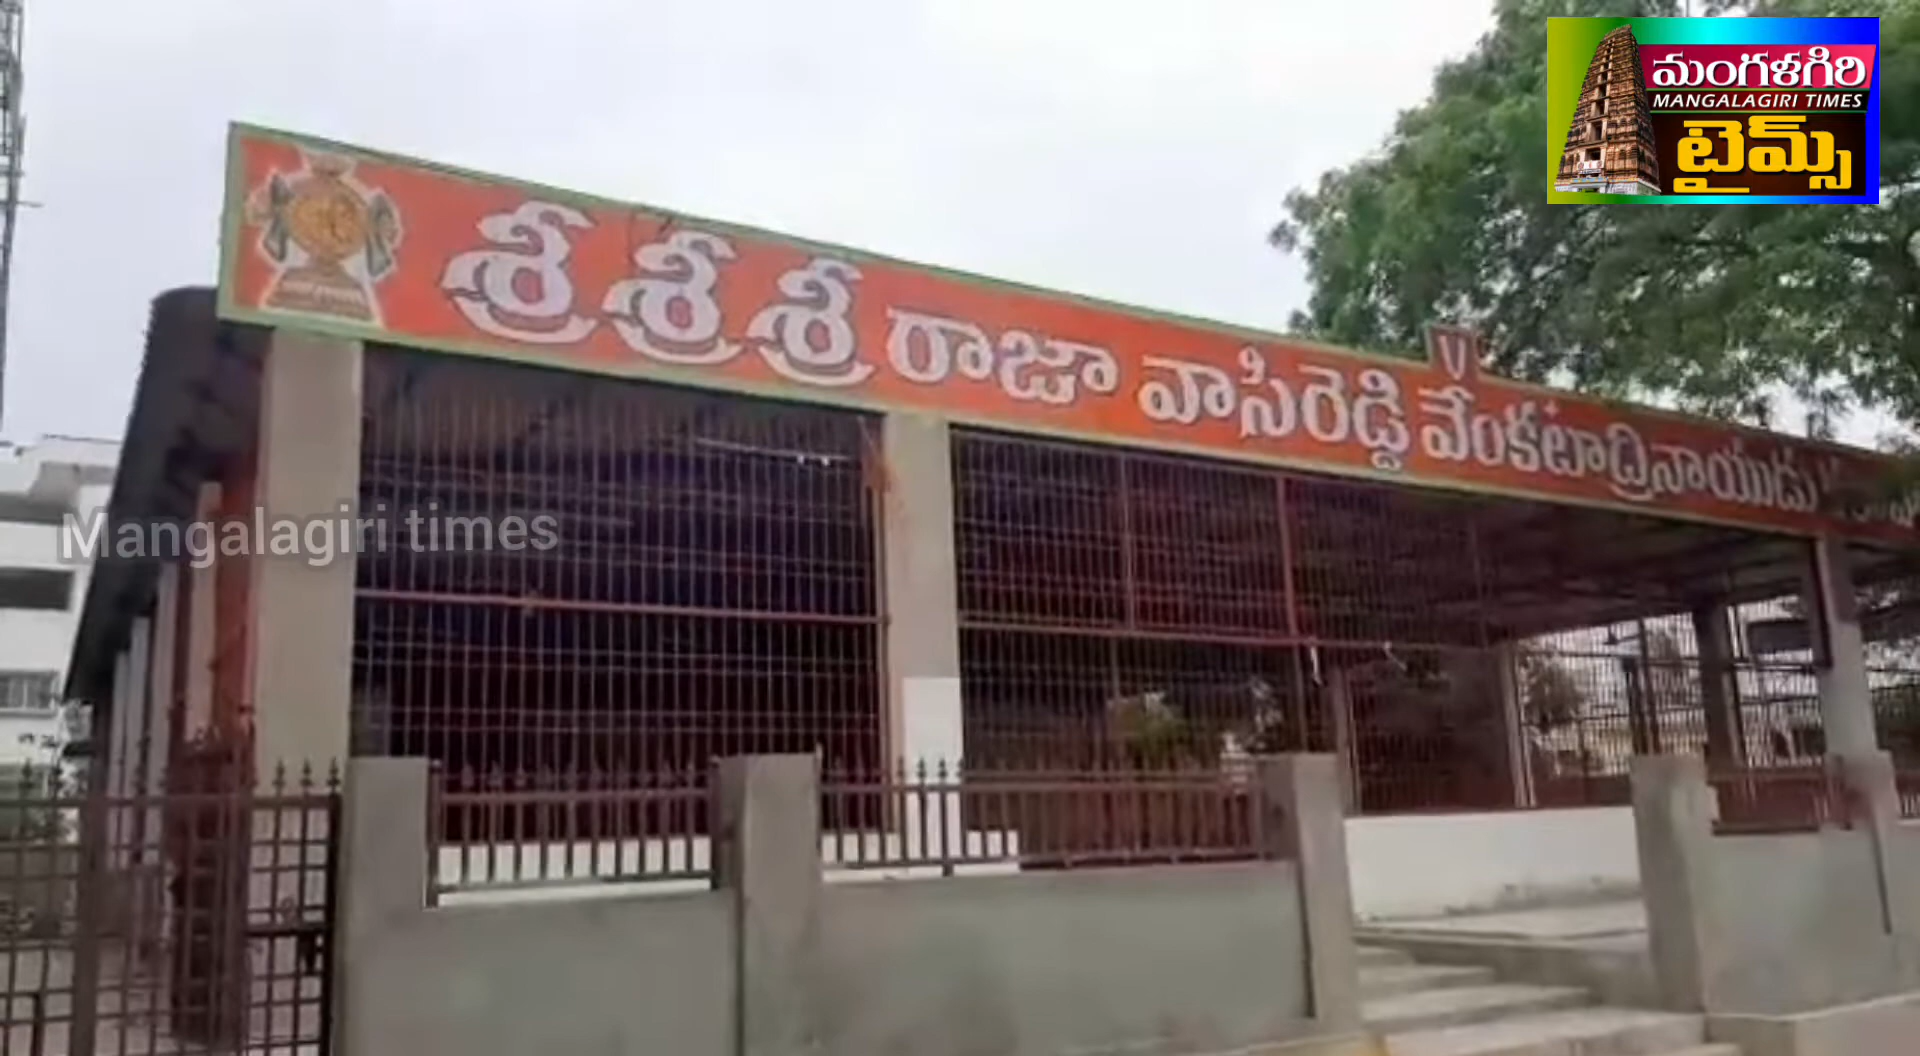 మంగళగిరి
MANGALAGIRI TIMES
టైమ్స్
శ్రీ శ్రీ శ్రీ రాజా వాసిరెడ్డి వేంకటాద్రినాయుడు
Mangalagiri times